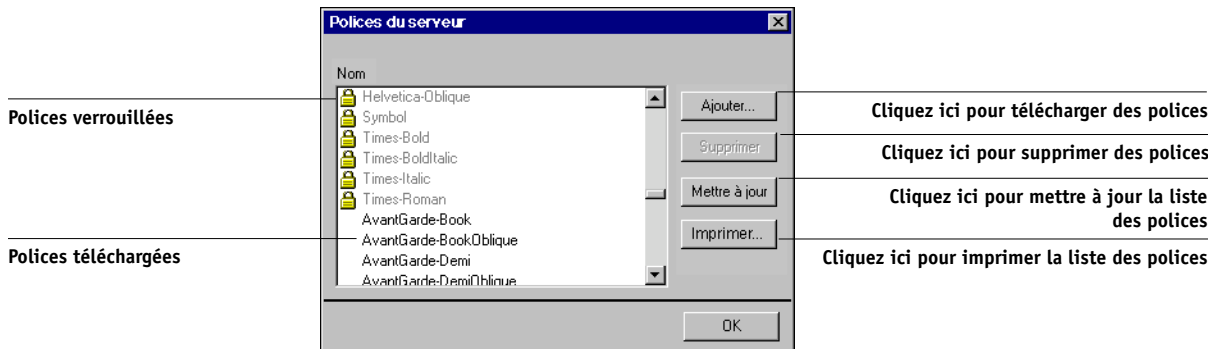 Polices du serveur
Nom
Helvetica-Oblique
Symbol
Times-Bold
Times-BoldItalic
Times-Italic
Times-Roman
AvantGarde-Book
AvantGarde-BookOblique
AvantGarde-Demi
AvantGarde-DemiOblique
Ajouter...
Supprimer
Mettre à jour
Imprimer...
OK
Polices verrouillées
Polices téléchargées
Cliquez ici pour télécharger des polices
Cliquez ici pour supprimer des polices
Cliquez ici pour mettre à jour la liste
des polices
Cliquez ici pour imprimer la liste des polices